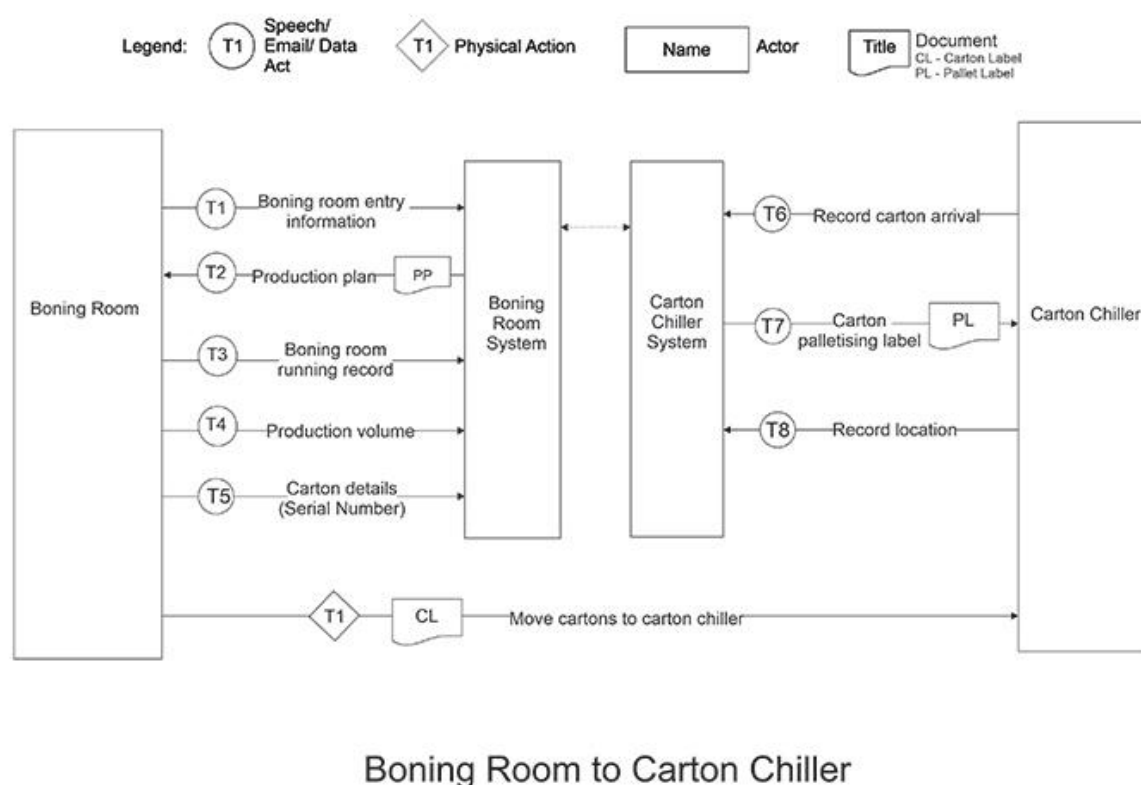 Legend:
T1
Speech/
Email/ Data
Act
T1
Physical Action
Name
Actor
Title
Document
CL - Carton Label
PL - Pallet Label
Boning Room
T1
Boning room entry
information
T2
Production plan
PP
T3
Boning room
running record
T4
Production volume
T5
Carton details
(Serial Number)
Boning
Room
System
Carton
Chiller
System
T6
Record carton arrival
T7
Carton
palletising label
PL
T8
Record location
Carton Chiller
T1
CL
Move cartons to carton chiller
Boning Room to Carton Chiller